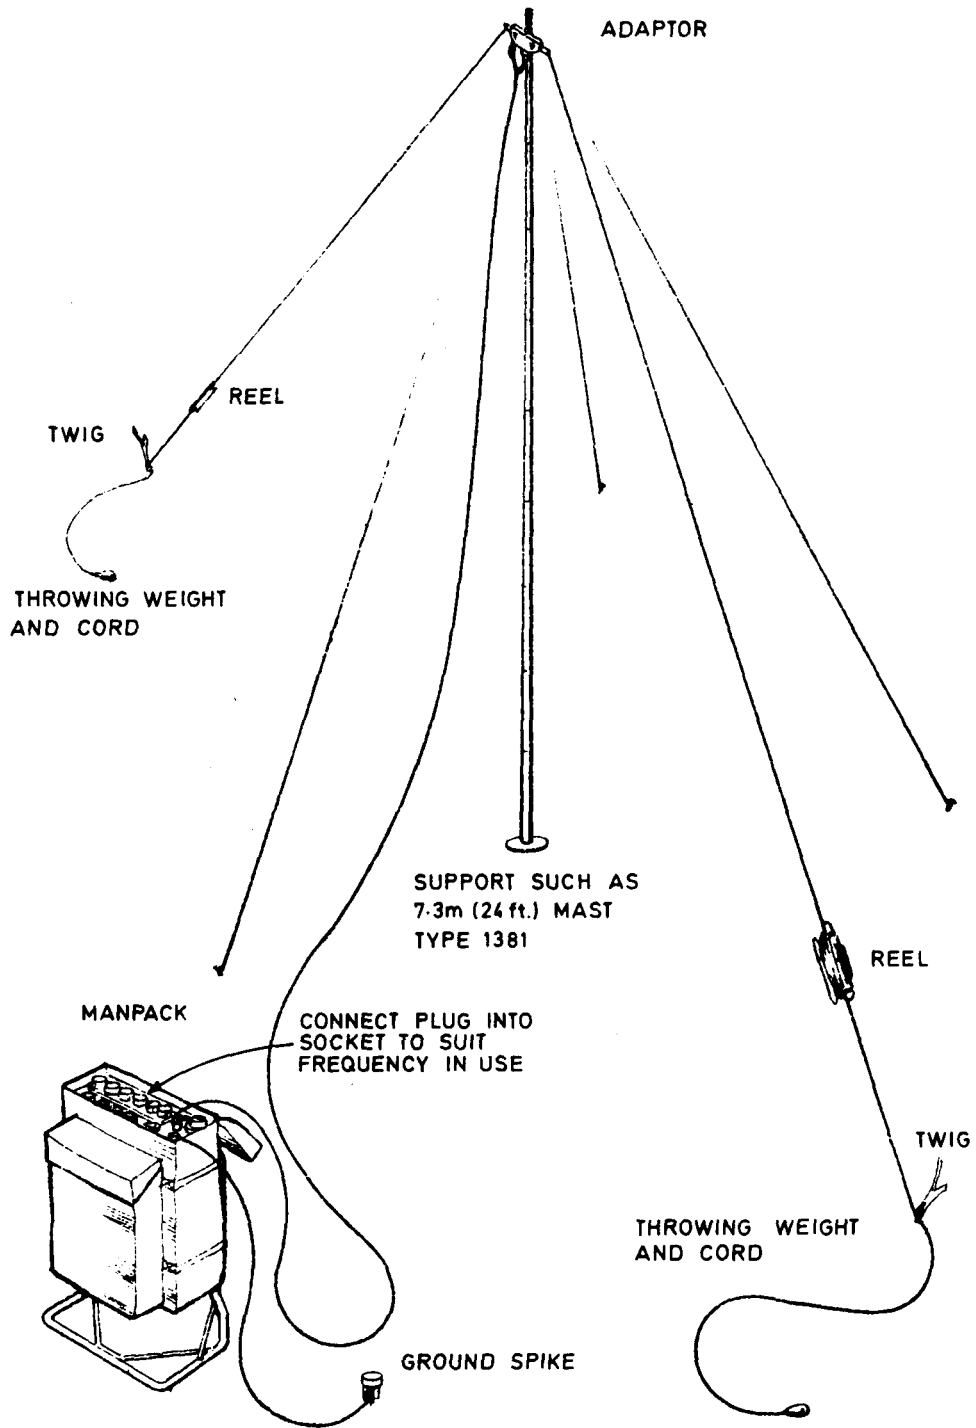 ADAPTOR
REEL
TWIG
THROWING WEIGHT
AND CORD
SUPPORT SUCH AS
7·3m (24 ft.) MAST
TYPE 1381
REEL
MANPACK
CONNECT PLUG INTO
SOCKET TO SUIT
FREQUENCY IN USE
TWIG
THROWING WEIGHT
AND CORD
GROUND SPIKE